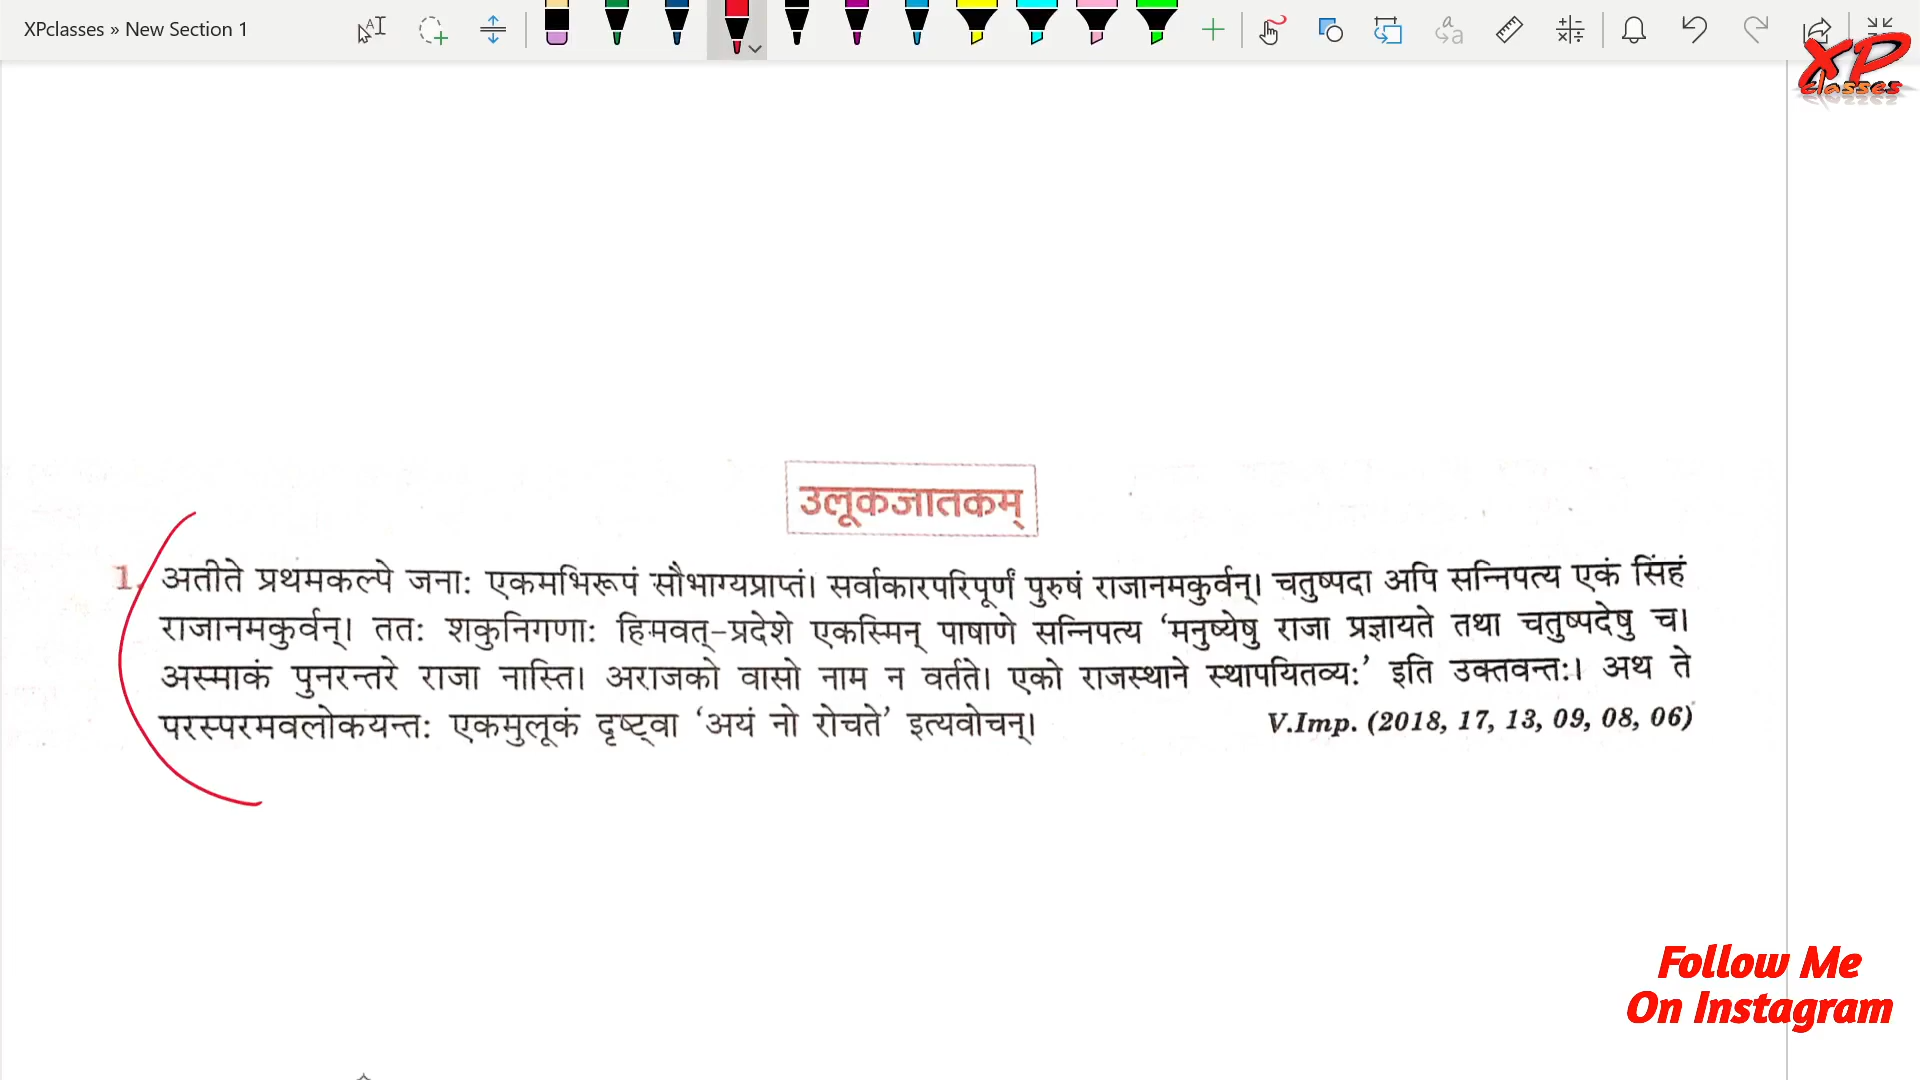 XPclasses » New Section 1
XP
classes
उलूकजातकम्
1. अतीते प्रथमकल्पे जनाः एकमभिरूपं सौभाग्यप्राप्तं। सर्वाकारपरिपूर्णं पुरुषं राजानमकुर्वन्। चतुष्पदा अपि सन्निपत्य एकं सिंहं
राजानमकुर्वन्। ततः शकुनिगणाः हिमवत्-प्रदेशे एकस्मिन् पाषाणे सन्निपत्य ‘मनुष्येषु राजा प्रज्ञायते तथा चतुष्पदेषु च।
अस्माकं पुनरन्तरे राजा नास्ति। अराजको वासो नाम न वर्तते। एको राजस्थाने स्थापयितव्यः’ इति उक्तवन्तः। अथ ते
परस्परमवलोकयन्तः एकमुलूकं दृष्ट्वा ‘अयं नो रोचते’ इत्यवोचन्। V.Imp. (2018, 17, 13, 09, 08, 06)
Follow Me
On Instagram